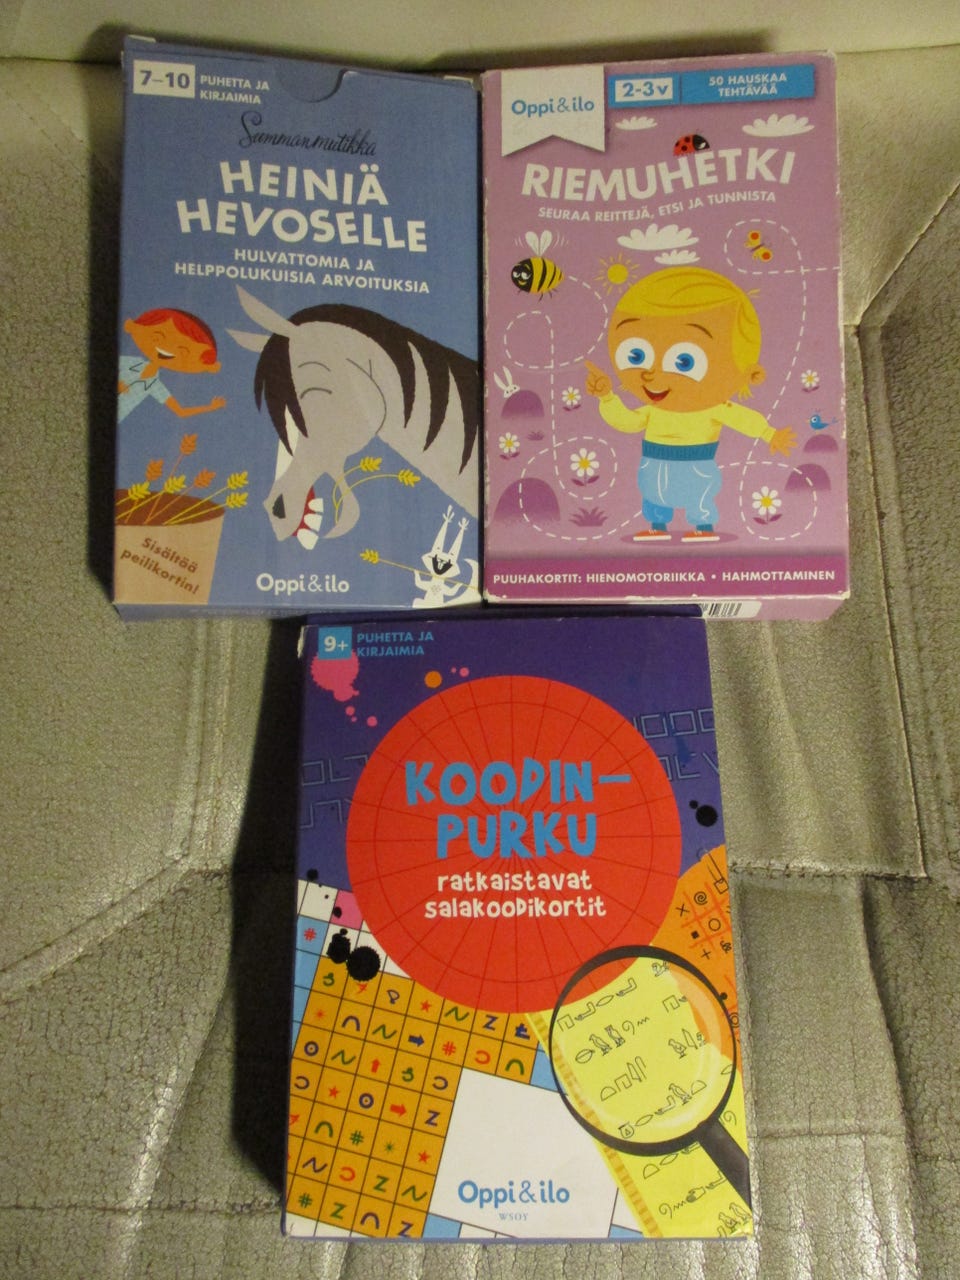 7–10
PUHETTA JA
KIRJAIMIA
Summanmutikka
HEINIÄ
HEVOSELLE
HULVATTOMIA JA
HELPPOLUKUISIA ARVOITUKSIA
Sisältää
peilikortin!
Oppi&ilo
Oppi&ilo
2-3v
50 HAUSKAA
TEHTÄVÄÄ
RIEMUHETKI
SEURAA REITTEJÄ, ETSI JA TUNNISTA
PUUHAKORTIT: HIENOMOTORIIKKA • HAHMOTTAMINEN
9+
PUHETTA JA
KIRJAIMIA
KOODIN–
PURKU
ratkaistavat
salakoodikortit
Oppi&ilo
WSOY